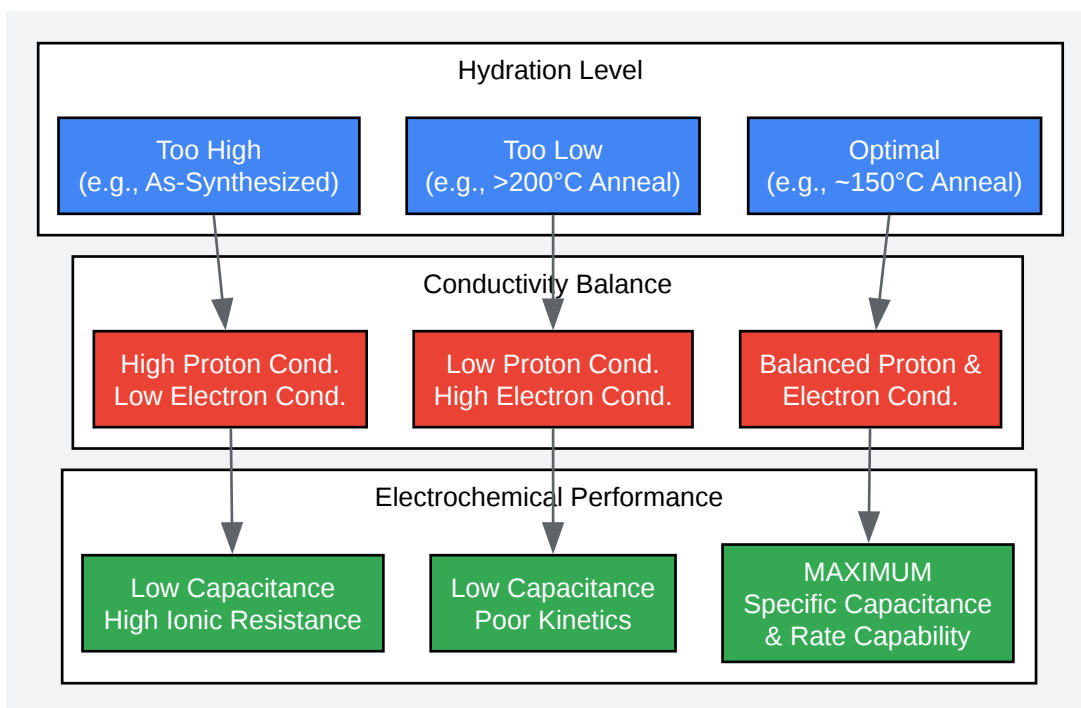 Hydration Level
Too High
(e.g., As-Synthesized)
Too Low
(e.g., >200°C Anneal)
Optimal
(e.g., ~150°C Anneal)
Conductivity Balance
High Proton Cond.
Low Electron Cond.
Low Proton Cond.
High Electron Cond.
Balanced Proton &
Electron Cond.
Electrochemical Performance
Low Capacitance
High Ionic Resistance
Low Capacitance
Poor Kinetics
MAXIMUM
Specific Capacitance
& Rate Capability